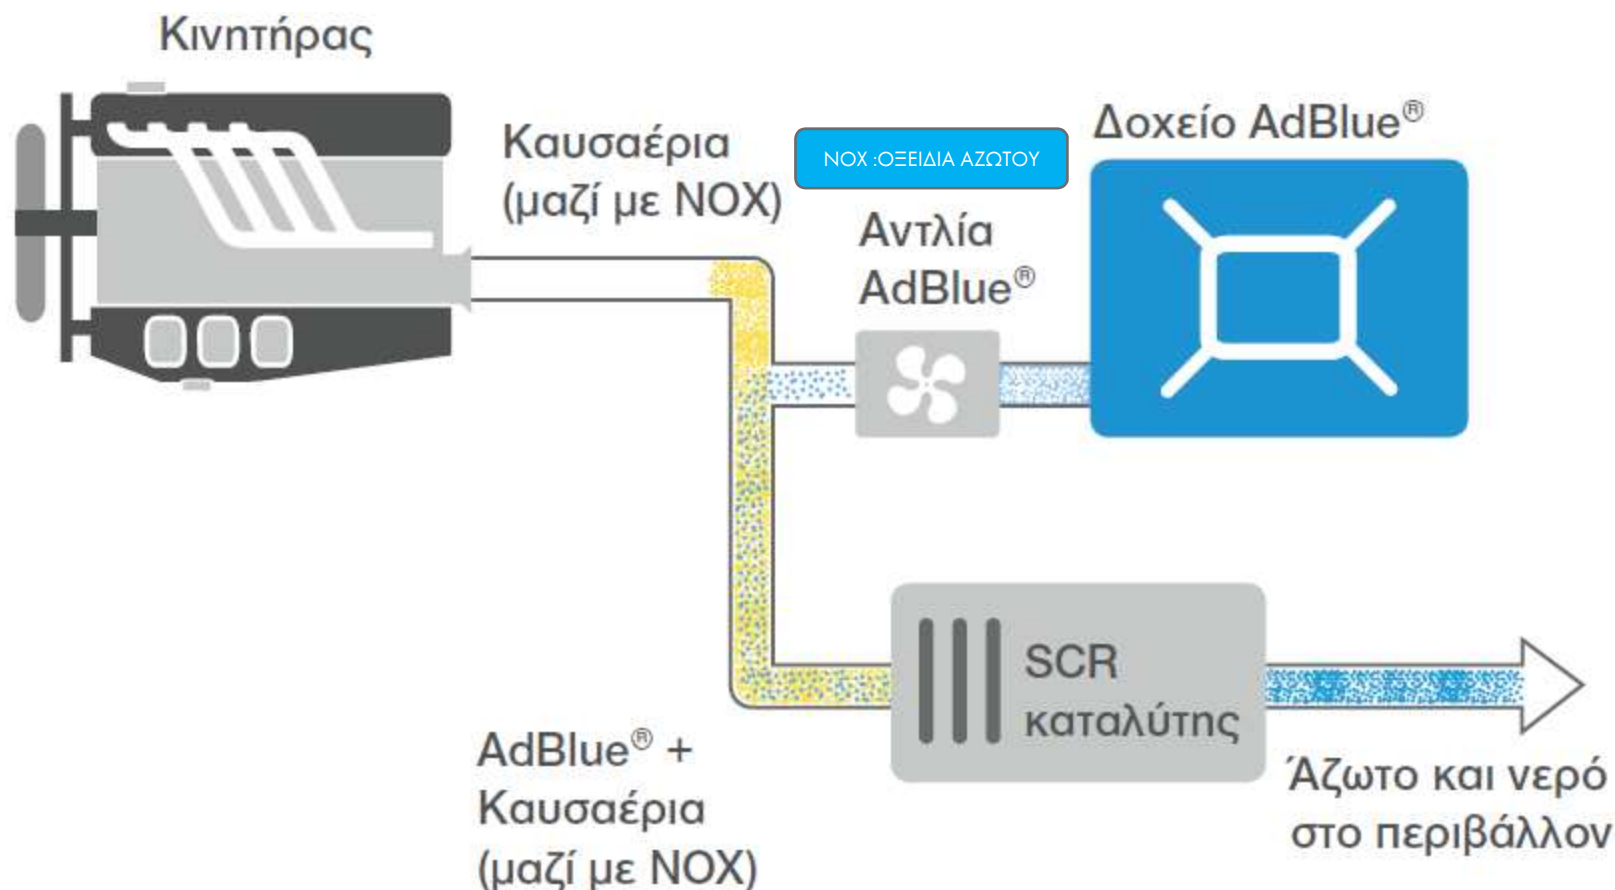 Κινητήρας
Καυσαέρια
(μαζί με NOX)
NOX :ΟΞΕΙΔΙΑ ΑΖΩΤΟΥ
Δοχείο AdBlue®
Αντλία
AdBlue®
SCR
καταλύτης
AdBlue® +
Καυσαέρια
(μαζί με NOX)
Άζωτο και νερό
στο περιβάλλον